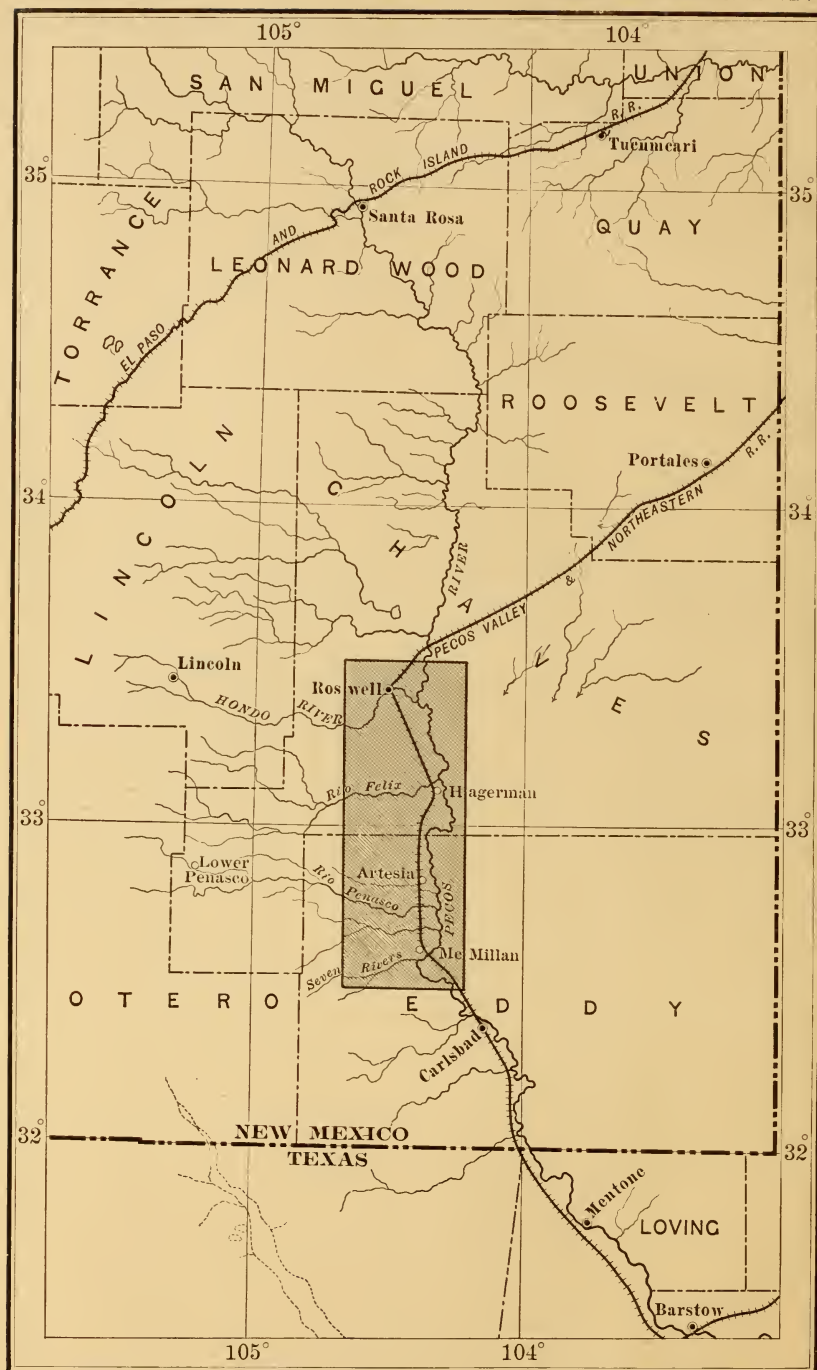 105° 104°
SAN MIGUEL
UNION
R.R.
Tucumcari
35°
ROCK ISLAND
35°
Santa Rosa
QUAY
AND
LEONARD WOOD
TORRANCE
EL PASO
ROOSEVELT
Portales
R.R.
34°
34°
NORTHEASTERN
LINCOLN
CHAVES
RIVER
&
PECOS VALLEY
Lincoln
Roswell
HONDO RIVER
Rio Felix
Hagerman
33°
33°
Lower
Penasco
Artesia
Rio Penasco
PECOS
Mc Millan
Seven Rivers
OTERO
EDDY
Carlsbad
32°
NEW MEXICO
32°
TEXAS
Mentone
LOVING
Barstow
105° 104°